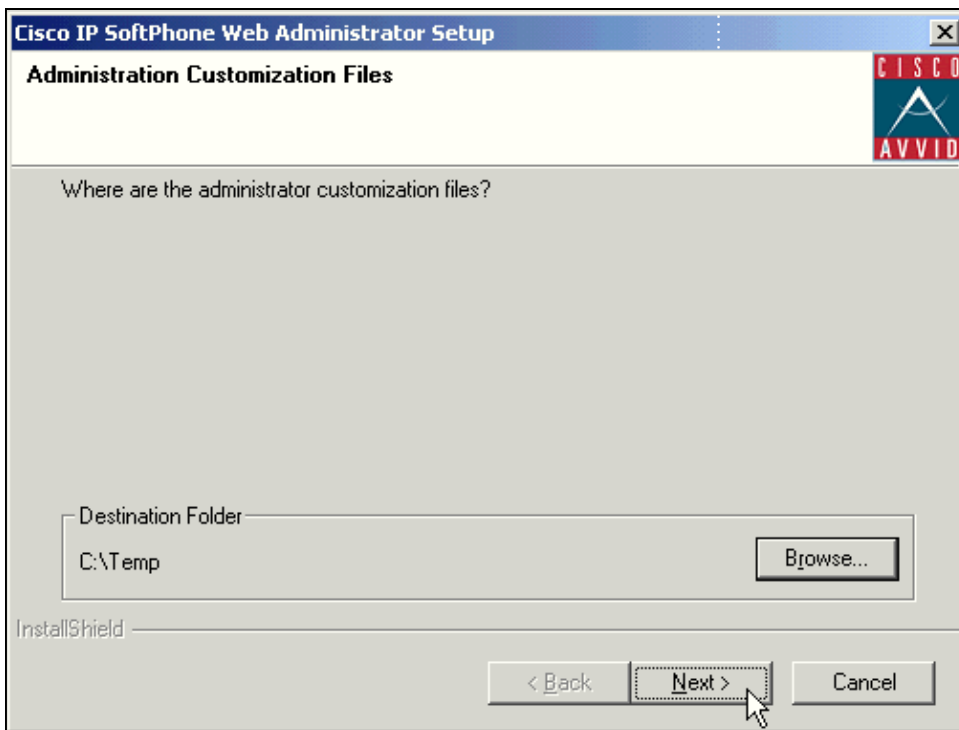 Cisco IP SoftPhone Web Administrator Setup
Administration Customization Files
CISCO
AVVID
Where are the administrator customization files?
Destination Folder
C:\Temp
Browse...
InstallShield
< Back
Next >
Cancel